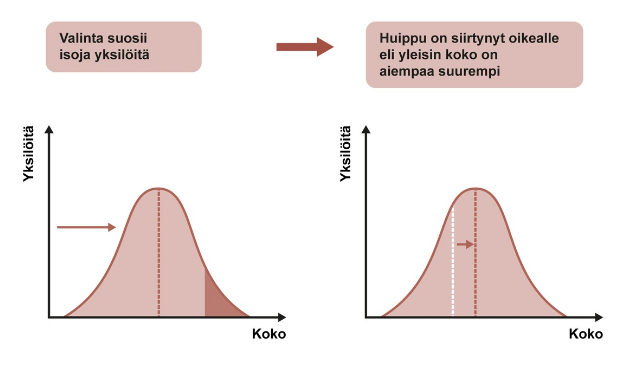 Valinta suosii
isoja yksilöitä
Huippu on siirtynyt oikealle
eli yleisin koko on
aiempaa suurempi
Yksilöitä
Koko
Yksilöitä
Koko